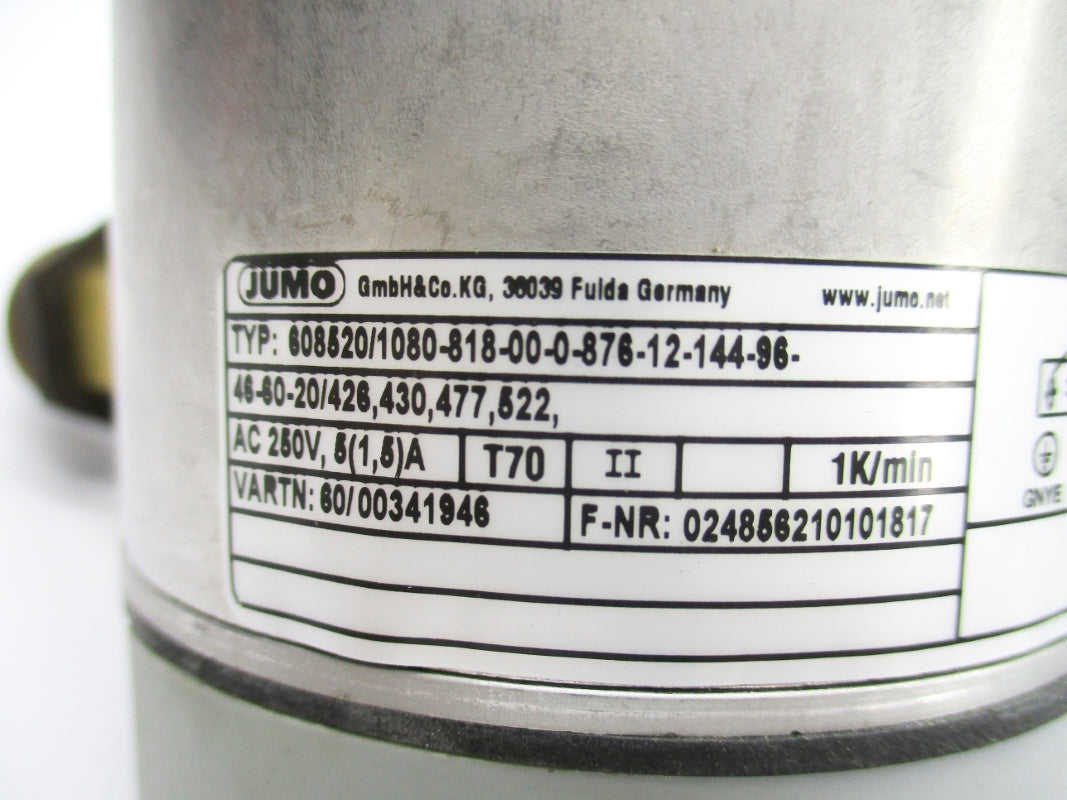 JUMO GmbH&Co.KG, 36039 Fulda Germany www.jumo.net
TYP: 608520/1080-818-00-0-876-12-144-96-
46-60-20/426,430,477,522,
AC 250V, 5(1,5)A T70 II 1K/min
VARTN: 60/00341946 F-NR: 024856210101817
GNYE